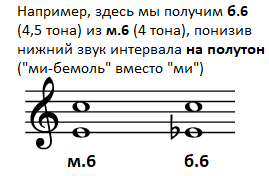 Например, здесь мы получим б.6
(4,5 тона) из м.6 (4 тона), понизив
нижний звук интервала на полутон
("ми-бемоль" вместо "ми")
м.6 б.6